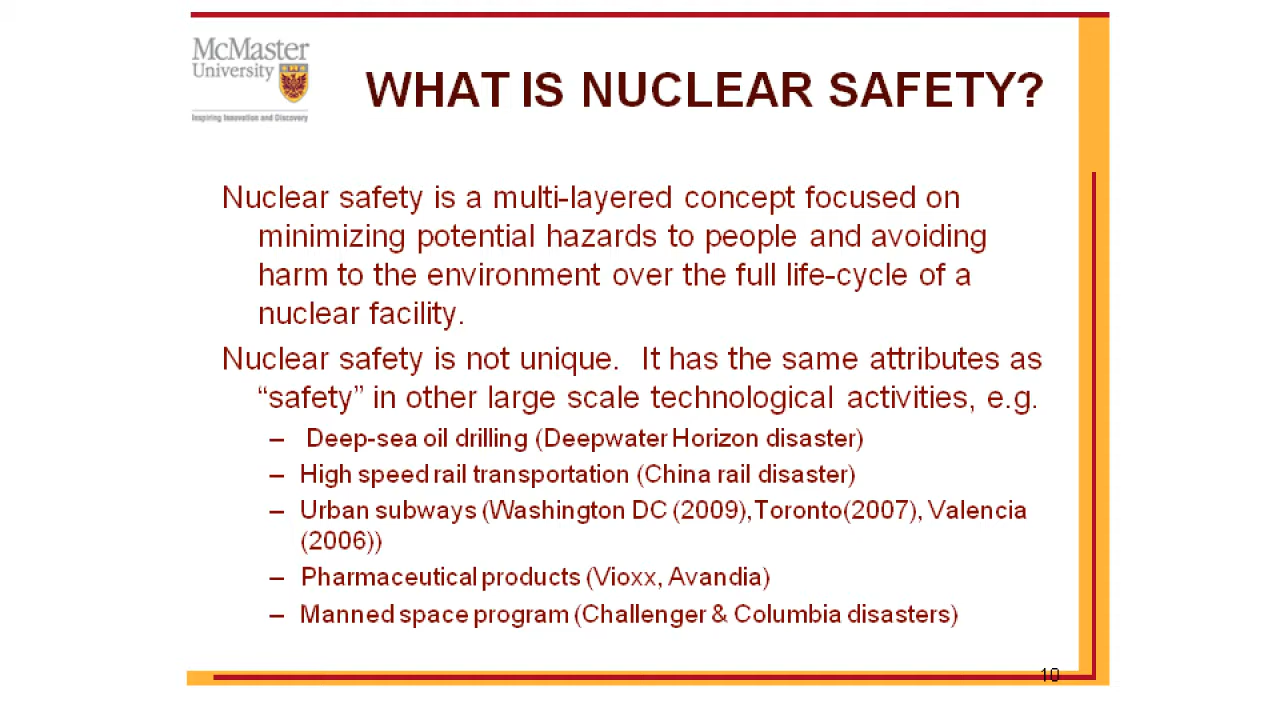 McMaster
University
Inspiring Innovation and Discovery
WHAT IS NUCLEAR SAFETY?
Nuclear safety is a multi-layered concept focused on
minimizing potential hazards to people and avoiding
harm to the environment over the full life-cycle of a
nuclear facility.
Nuclear safety is not unique.  It has the same attributes as
“safety” in other large scale technological activities, e.g.
– Deep-sea oil drilling (Deepwater Horizon disaster)
– High speed rail transportation (China rail disaster)
– Urban subways (Washington DC (2009),Toronto(2007), Valencia
(2006))
– Pharmaceutical products (Vioxx, Avandia)
– Manned space program (Challenger & Columbia disasters)
10